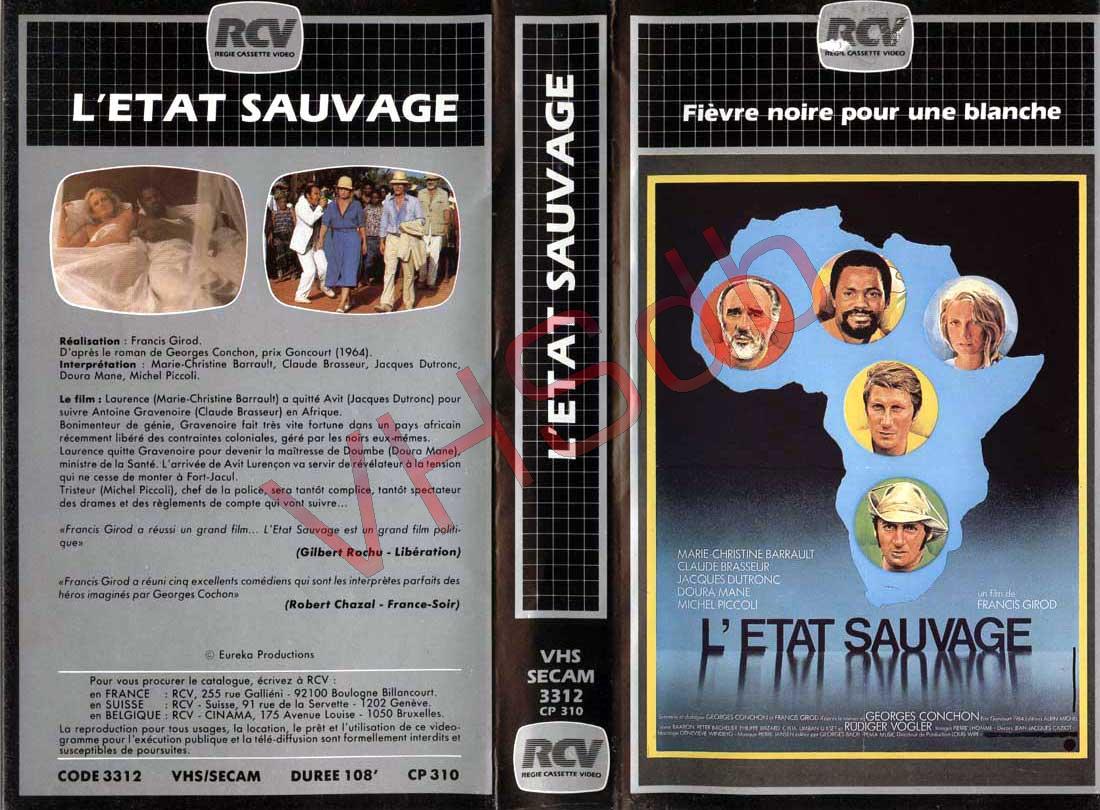 RCV
REGIE CASSETTE VIDEO
L'ETAT SAUVAGE
Réalisation : Francis Girod.
D'après le roman de Georges Conchon, prix Goncourt (1964).
Interprétation : Marie-Christine Barrault, Claude Brasseur, Jacques Dutronc,
Doura Mane, Michel Piccoli.
Le film : Laurence (Marie-Christine Barrault) a quitté Avit (Jacques Dutronc) pour
suivre Antoine Gravenoire (Claude Brasseur) en Afrique.
Bonimenteur de génie, Gravenoire fait très vite fortune dans un pays africain
récemment libéré des contraintes coloniales, géré par les noirs eux-mêmes.
Laurence quitte Gravenoire pour devenir la maîtresse de Doumbe (Doura Mane),
ministre de la Santé. L'arrivée de Avit Lurençon va servir de révélateur à la tension
qui ne cesse de monter à Fort-Jacul.
Tristeur (Michel Piccoli), chef de la police, sera tantôt complice, tantôt spectateur
des drames et des règlements de compte qui vont suivre...
«Francis Girod a réussi un grand film... L'Etat Sauvage est un grand film politi-
que»
(Gilbert Rochu - Libération)
«Francis Girod a réuni cinq excellents comédiens qui sont les interprètes parfaits des
héros imaginés par Georges Cochon»
(Robert Chazal - France-Soir)
© Eureka Productions
Pour vous procurer le catalogue, écrivez à RCV :
en FRANCE : RCV, 255 rue Galliéni - 92100 Boulogne Billancourt.
en SUISSE : RCV - Suisse, 91 rue de la Servette - 1202 Genève.
en BELGIQUE : RCV - CINAMA, 175 Avenue Louise - 1050 Bruxelles.
La reproduction pour tous usages, la location, le prêt et l'utilisation de ce video-
gramme pour l'exécution publique et la télé-diffusion sont formellement interdits et
susceptibles de poursuites.
CODE 3312 VHS/SECAM DUREE 108' CP 310
L'ETAT SAUVAGE
VHS
SECAM
3312
CP 310
RCV
REGIE CASSETTE VIDEO
RCV
REGIE CASSETTE VIDEO
Fièvre noire pour une blanche
MARIE-CHRISTINE BARRAULT
CLAUDE BRASSEUR
JACQUES DUTRONC
DOURA MANE
MICHEL PICCOLI
un film de
FRANCIS GIROD
L'ETAT SAUVAGE
GEORGES CONCHON et FRANCIS GIROD
GEORGES CONCHON
RUDIGER VOGLER
VHSdb